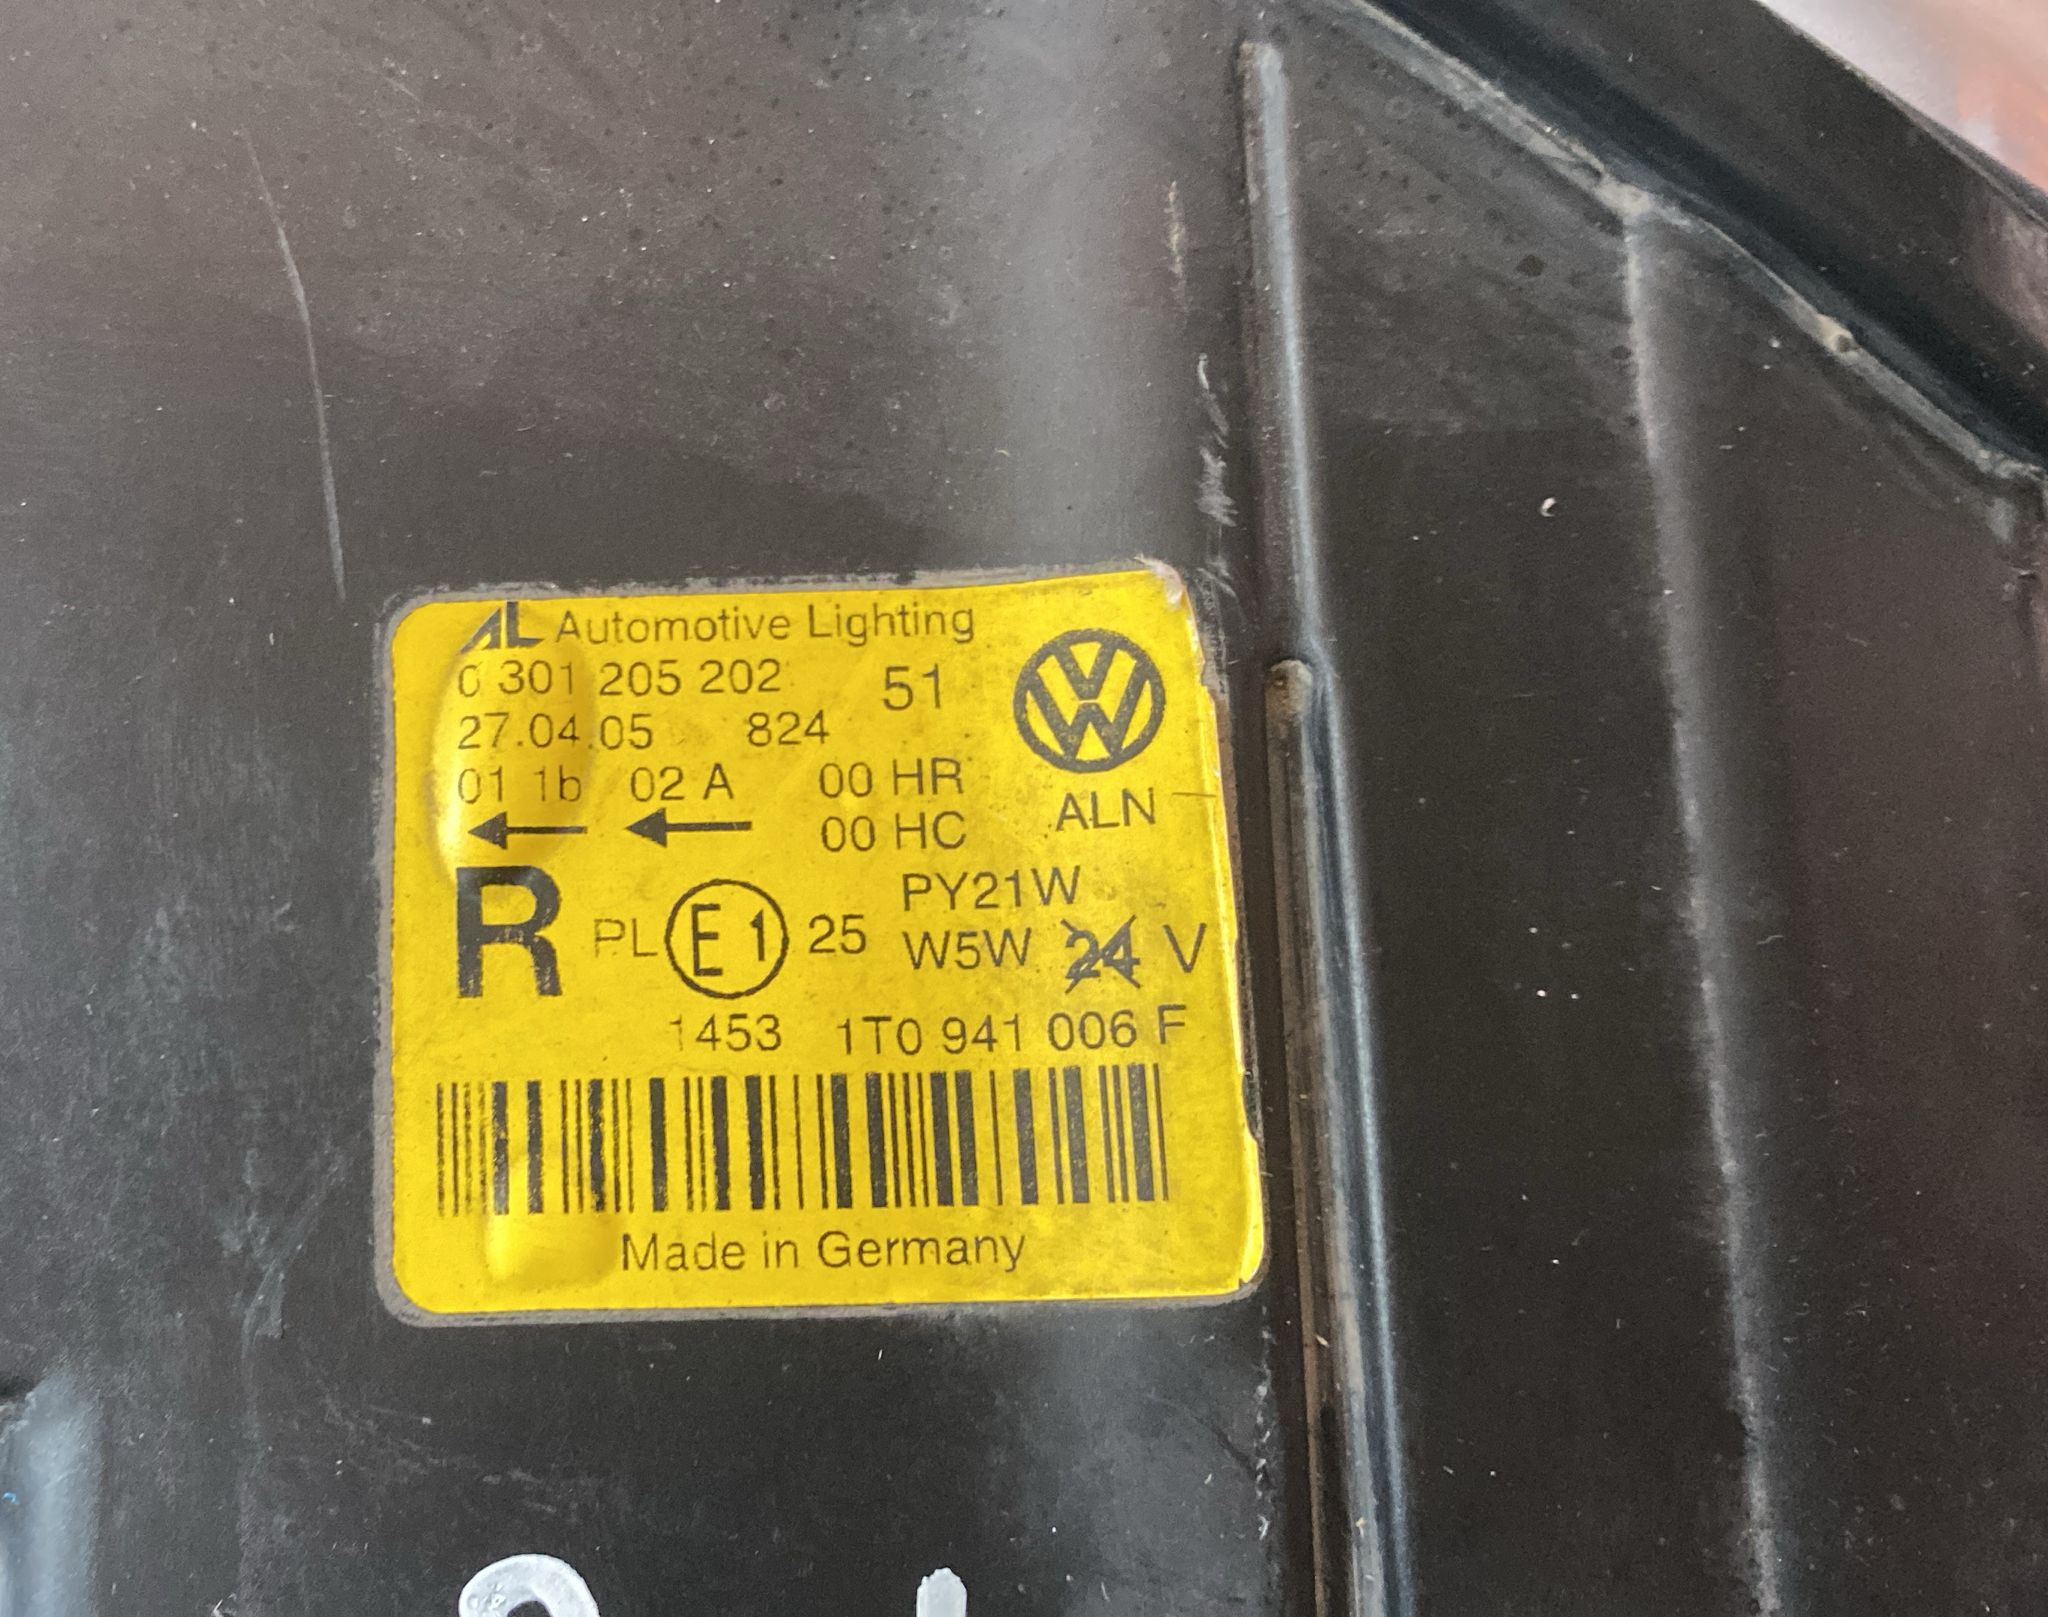 AL Automotive Lighting
0 301 205 202 51
27.04.05 824
01 1b 02 A 00 HR
00 HC ALN
PY21W
R PL E1 25 W5W 24 V
1453 1T0 941 006 F
Made in Germany